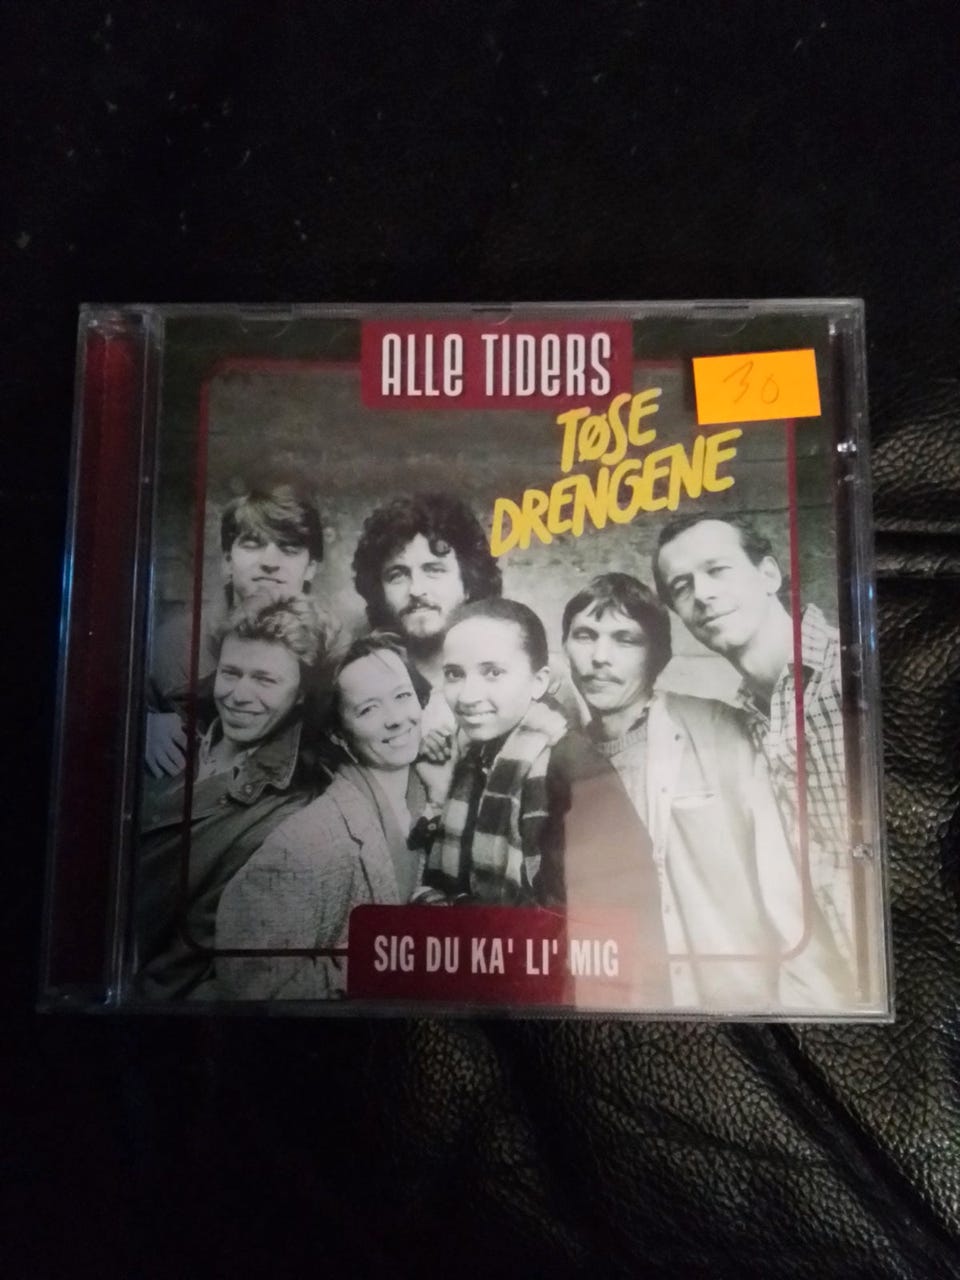 ALLE TIDERS
30
TØSE
DRENGENE
SIG DU KA' LI' MIG